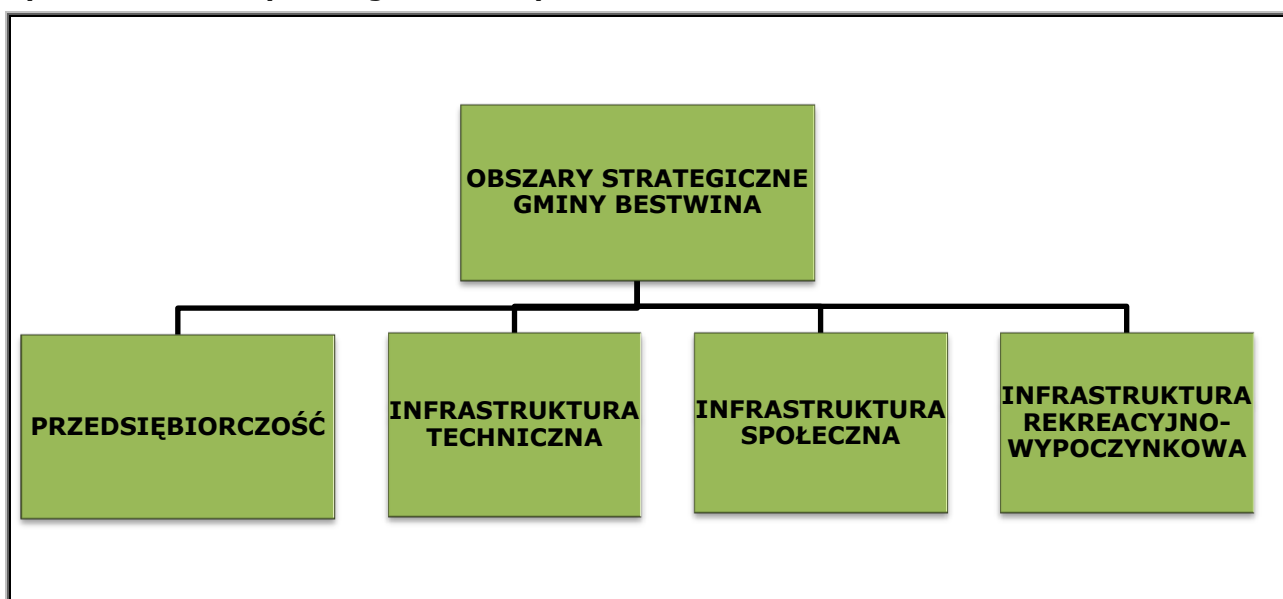 OBSZARY STRATEGICZNE
GMINY BESTWINA
PRZEDSIĘBIORCZOŚĆ
INFRASTRUKTURA
TECHNICZNA
INFRASTRUKTURA
SPOŁECZNA
INFRASTRUKTURA
REKREACYJNO-
WYPOCZYNKOWA